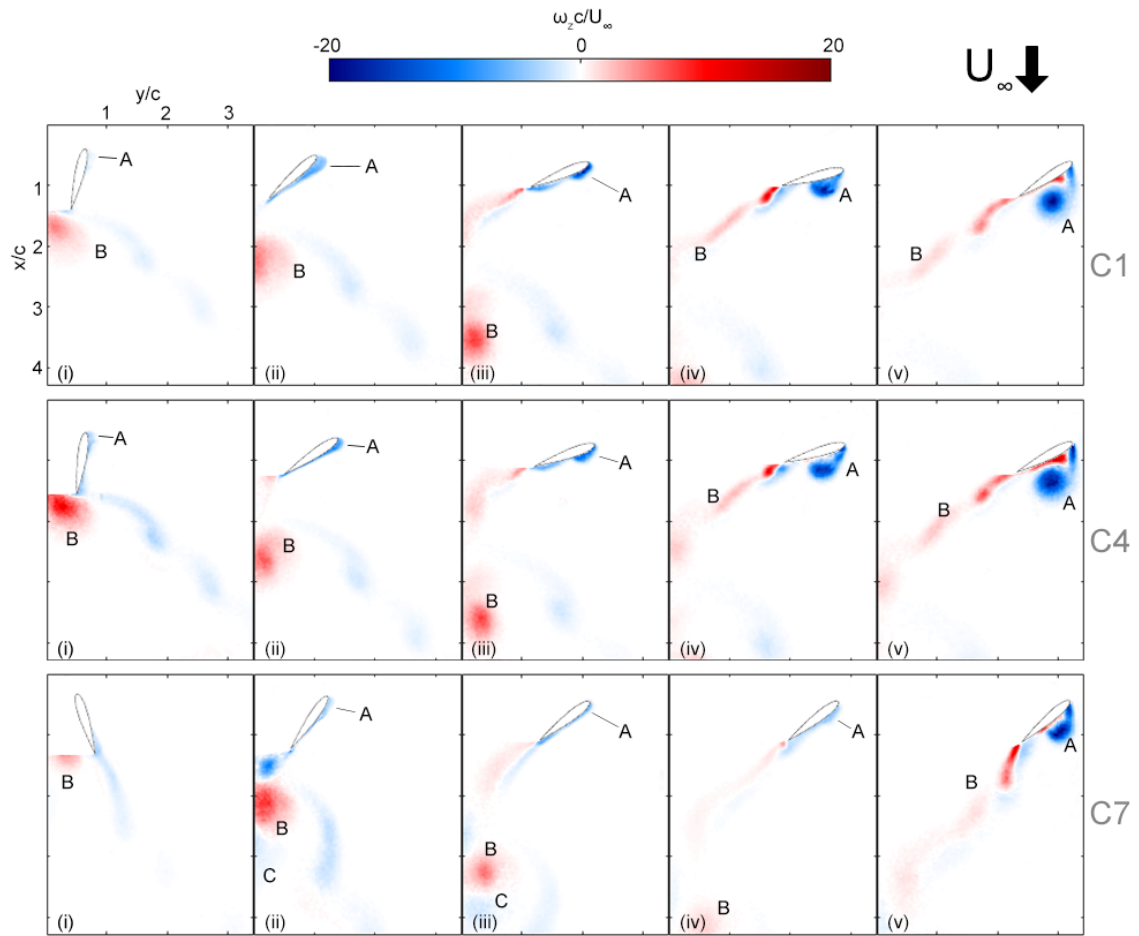 ω_z c/U_∞
-20 0 20
U_∞
y/c
1 2 3
x/c
1
2
3
4
A
B
(i)
A
B
(ii)
A
B
(iii)
A
B
(iv)
A
B
(v)
C1
A
B
(i)
A
B
(ii)
A
B
(iii)
A
B
(iv)
A
B
(v)
C4
B
(i)
A
B
C
(ii)
A
B
C
(iii)
A
B
(iv)
A
B
(v)
C7